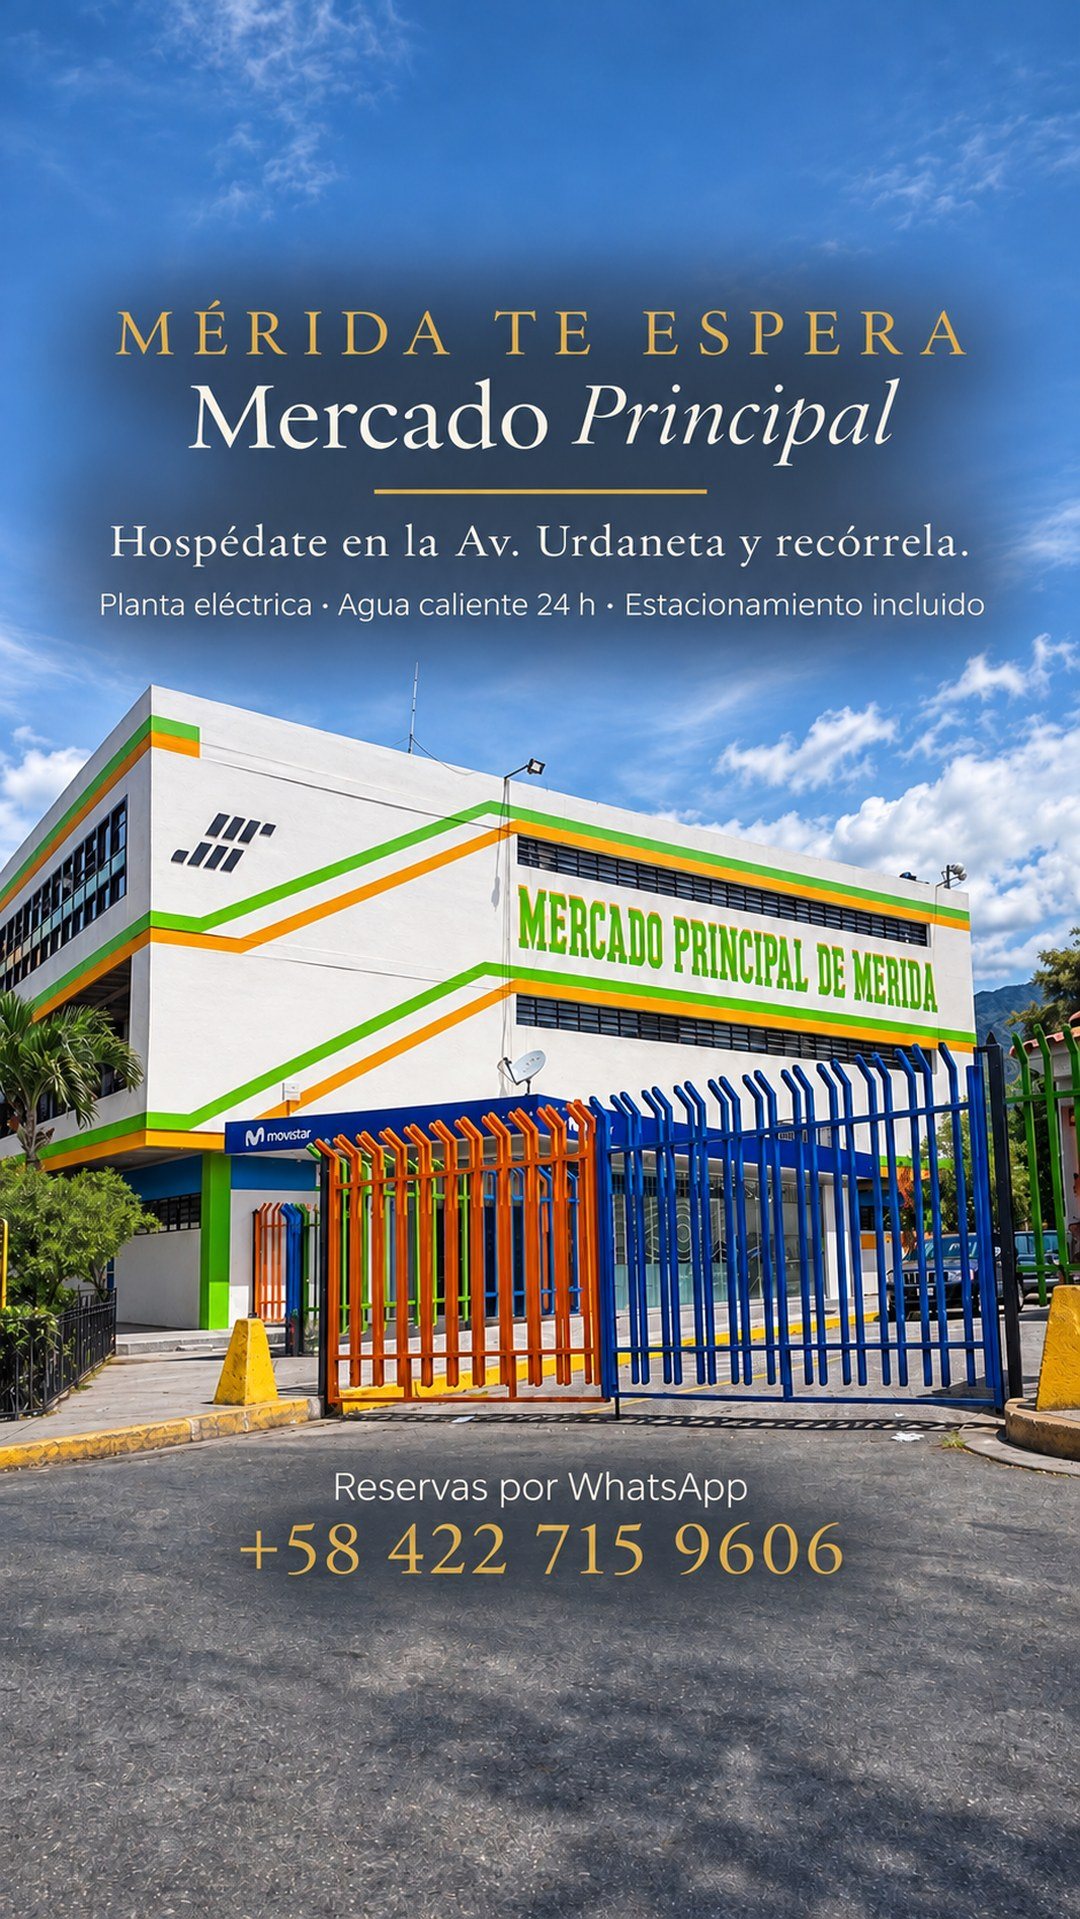 MÉRIDA TE ESPERA
Mercado Principal
Hospédate en la Av. Urdaneta y recórrela.
Planta eléctrica · Agua caliente 24 h · Estacionamiento incluido
MERCADO PRINCIPAL DE MERIDA
movistar
Reservas por WhatsApp
+58 422 715 9606